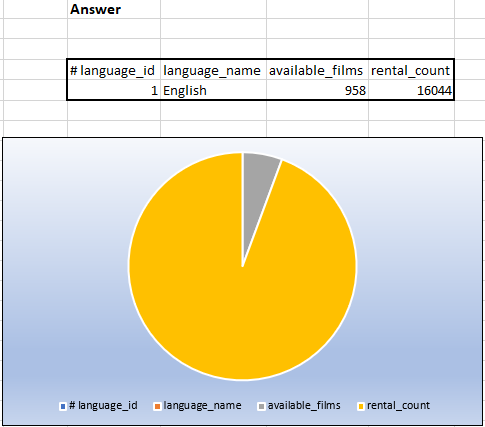 Answer
# language_id language_name available_films rental_count
1 English 958 16044
# language_id language_name available_films rental_count